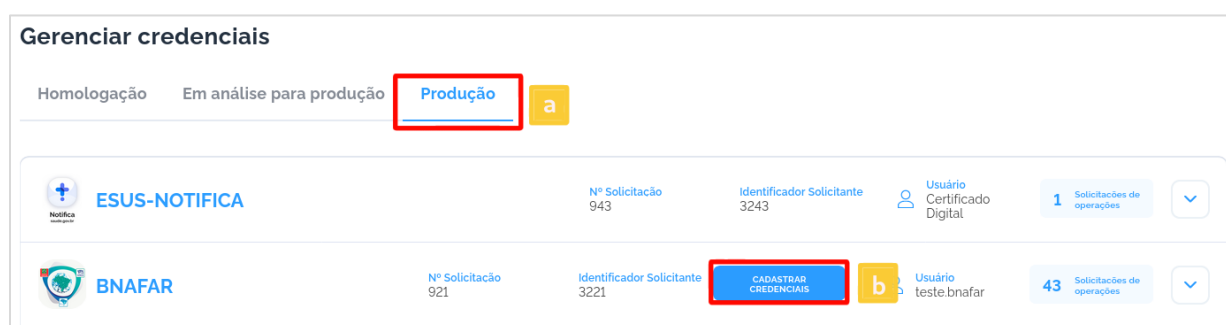 Gerenciar credenciais
Homologação Em análise para produção Produção a
Notifica
ESUS-NOTIFICA
Nº Solicitação
943
Identificador Solicitante
3243
Usuário
Certificado
Digital
1 Solicitações de
operações
BNAFAR
Nº Solicitação
921
Identificador Solicitante
3221
CADASTRAR
CREDENCIAIS
b
Usuário
teste.bnafar
43 Solicitações de
operações